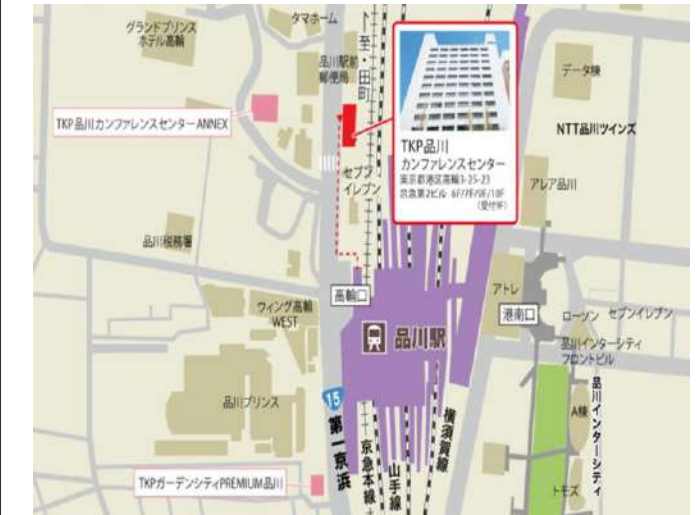 グランドプリンス
ホテル高輪
タマホーム
至・田町
品川駅前
郵便局
データ棟
TKP品川カンファレンスセンターANNEX
NTT品川ツインズ
TKP品川
カンファレンスセンター
東京都港区高輪3-25-23
京急第2ビル 6F/7F/9F/10F
(受付9F)
セブン
イレブン
アレア品川
品川税務署
高輪口
アトレ
港南口
ウィング高輪
WEST
ローソン
セブンイレブン
品川駅
品川インターシティ
フロントビル
品川プリンス
15
第一京浜
京急本線
山手線
横須賀線
A棟
品川インターシティ
TKPガーデンシティPREMIUM品川
トモズ